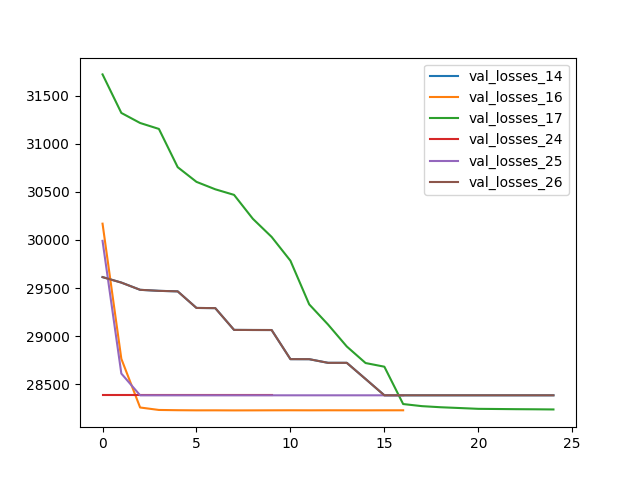 val_losses_14
val_losses_16
val_losses_17
val_losses_24
val_losses_25
val_losses_26
31500
31000
30500
30000
29500
29000
28500
0 5 10 15 20 25